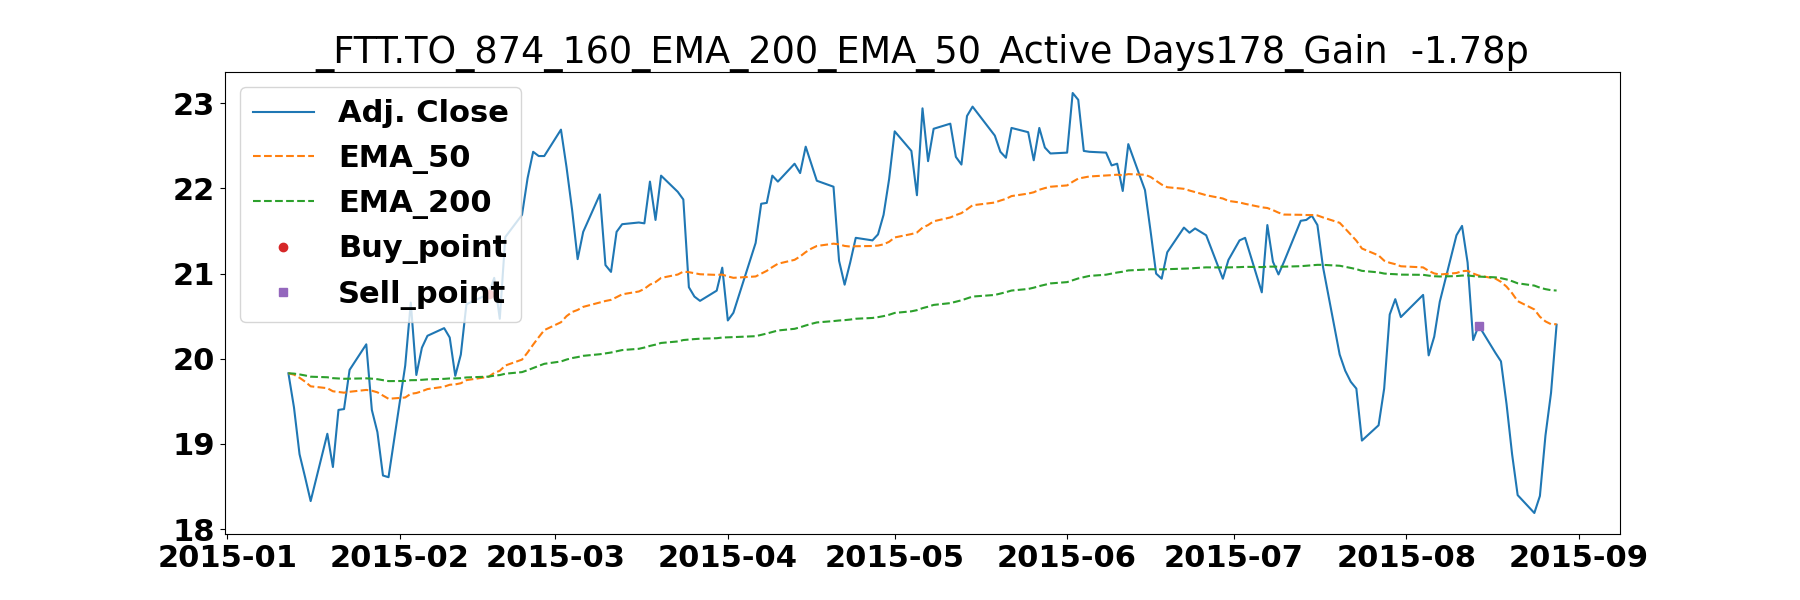 _FTT.TO_874_160_EMA_200_EMA_50_Active Days178_Gain  -1.78p
23
22
21
20
19
18
Adj. Close
EMA_50
EMA_200
Buy_point
Sell_point
2015-01 2015-02 2015-03 2015-04 2015-05 2015-06 2015-07 2015-08 2015-09